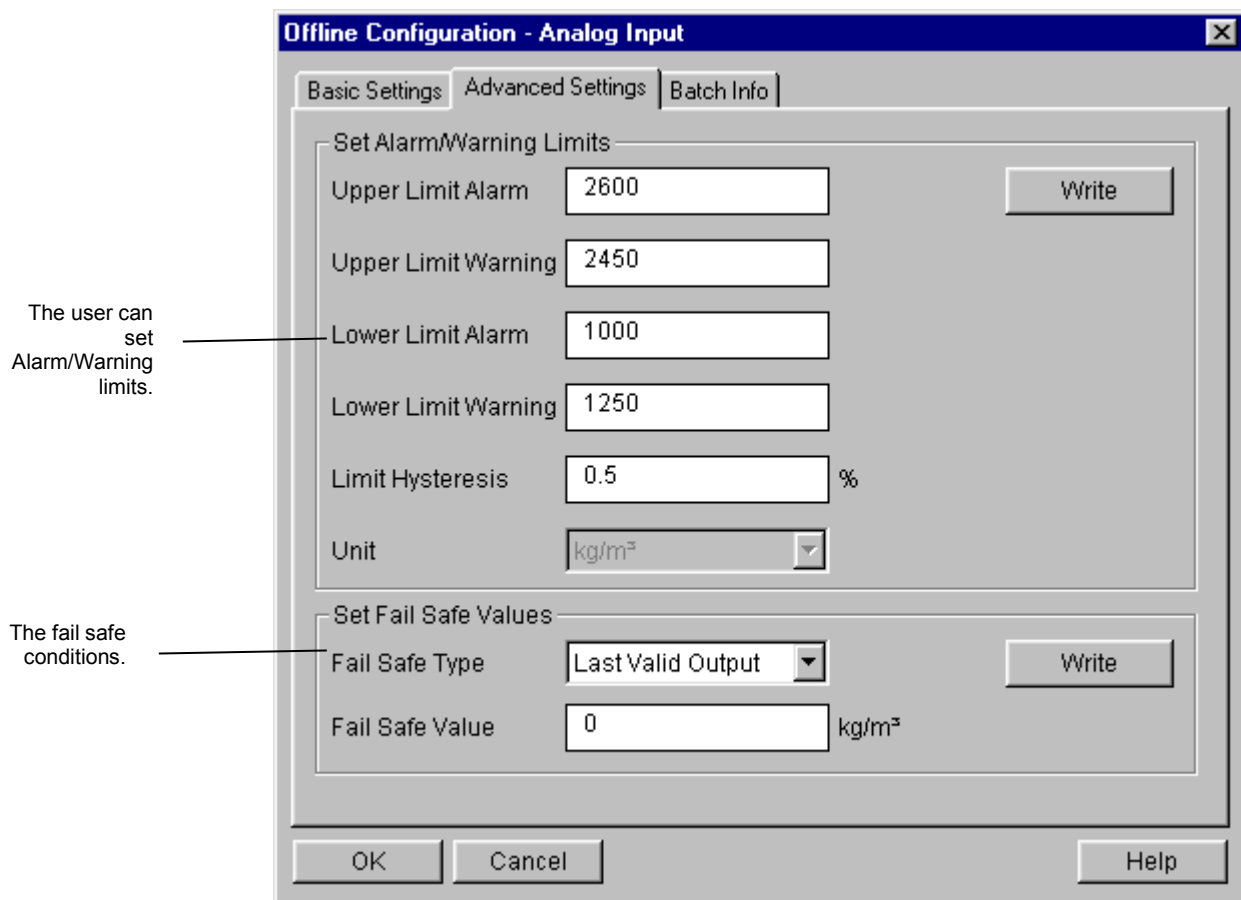 Offline Configuration - Analog Input
Basic Settings
Advanced Settings
Batch Info
Set Alarm/Warning Limits
Upper Limit Alarm
2600
Write
Upper Limit Warning
2450
The user can
set
Alarm/Warning
limits.
Lower Limit Alarm
1000
Lower Limit Warning
1250
Limit Hysteresis
0.5
%
Unit
kg/m³
Set Fail Safe Values
The fail safe
conditions.
Fail Safe Type
Last Valid Output
Write
Fail Safe Value
0
kg/m³
OK
Cancel
Help